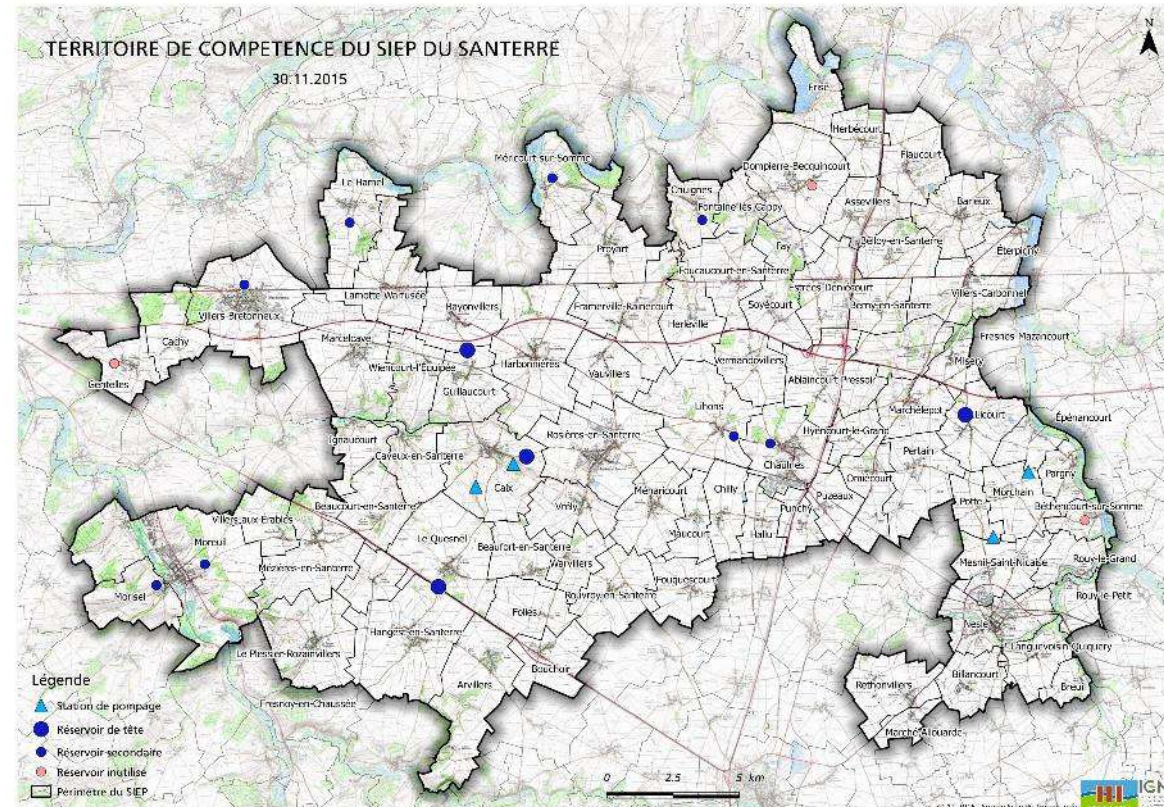 TERRITOIRE DE COMPETENCE DU SIEP DU SANTERRE
30.11.2015
N
Frise
Herbécourt
Flaucourt
Dompierre-Becquincourt
Méricourt-sur-Somme
Le Hamel
Chuignes
Fontaine-lès-Cappy
Assevillers
Barleux
Proyart
Fay
Belloy-en-Santerre
Éterpigny
Foucaucourt-en-Santerre
Estrées-Deniécourt
Villers-Carbonnel
Lamotte-Warfusée
Bayonvillers
Framerville-Rainecourt
Soyécourt
Berny-en-Santerre
Villers-Bretonneux
Herleville
Fresnes-Mazancourt
Cachy
Marcelcave
Harbonnières
Vermandovillers
Misery
Gentelles
Wiencourt-l'Équipée
Vauvillers
Ablaincourt-Pressoir
Guillaucourt
Lihons
Marchélepot
Licourt
Épénancourt
Ignaucourt
Rosières-en-Santerre
Hyencourt-le-Grand
Cayeux-en-Santerre
Chaulnes
Pertain
Pargny
Caix
Méharicourt
Chilly
Omiécourt
Morchain
Beaucourt-en-Santerre
Vrély
Puzeaux
Potte
Béthencourt-sur-Somme
Villers-aux-Érables
Maucourt
Hallu
Punchy
Moreuil
Le Quesnel
Beaufort-en-Santerre
Mesnil-Saint-Nicaise
Rouy-le-Grand
Mézières-en-Santerre
Warvillers
Fouquescourt
Morisel
Rouvroy-en-Santerre
Rouy-le-Petit
Folies
Nesle
Hangest-en-Santerre
Languevoisin-Quiquery
Le Plessier-Rozainvillers
Bouchoir
Billancourt
Arvillers
Rethonvillers
Breuil
Fresnoy-en-Chaussée
Marché-Allouarde
Légende
Station de pompage
Réservoir de tête
Réservoir secondaire
Réservoir inutilisé
Périmètre du SIEP
0 2.5 5 km
IGN